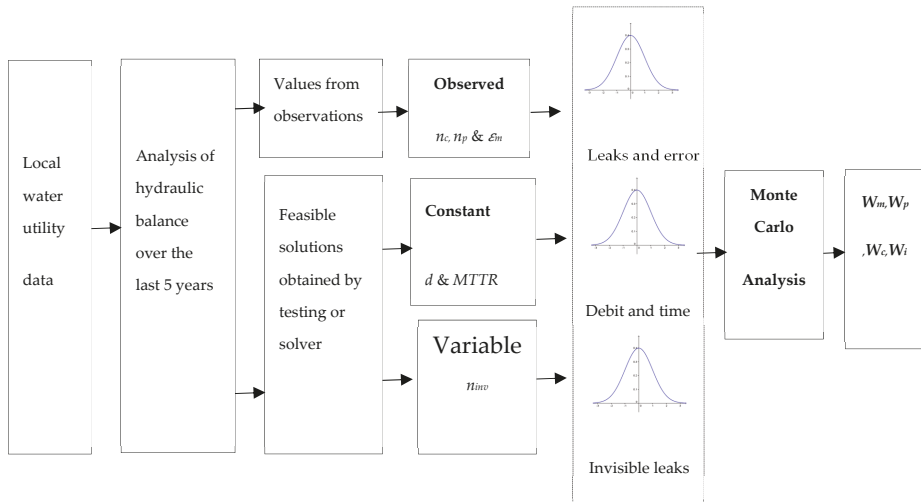 Local
water
utility
data
Analysis of
hydraulic
balance
over the
last 5 years
Values from
observations
Feasible
solutions
obtained by
testing or
solver
Observed
nc, np & εm
Constant
d & MTTR
Variable
ninv
Leaks and error
Debit and time
Invisible leaks
Monte
Carlo
Analysis
Wm,Wp
,Wc,Wi